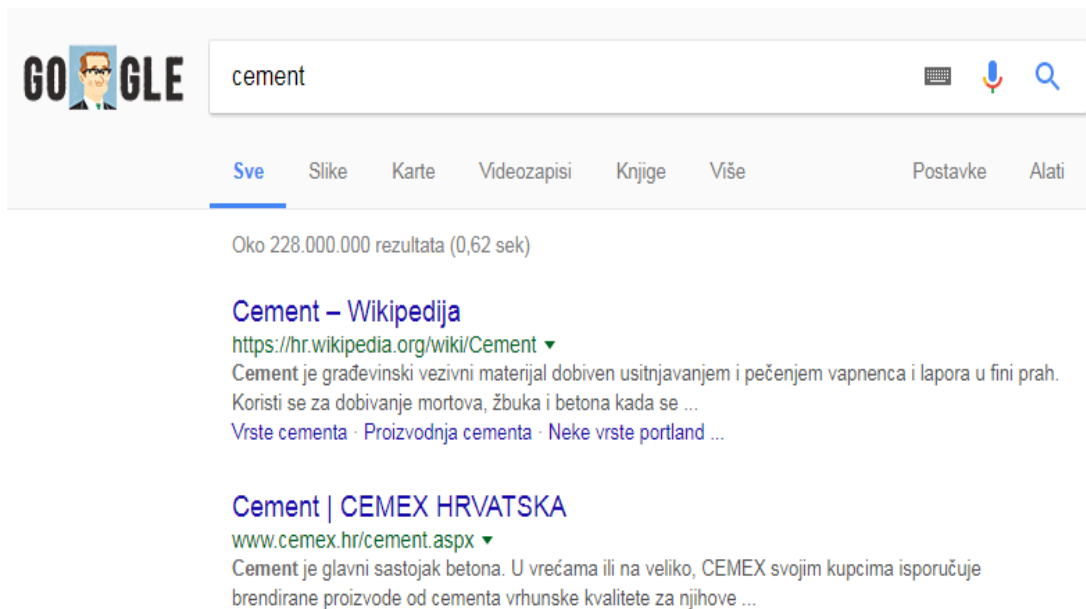 GO GLE
cement
Sve Slike Karte Videozapisi Knjige Više Postavke Alati
Oko 228.000.000 rezultata (0,62 sek)
Cement – Wikipedija
https://hr.wikipedia.org/wiki/Cement
Cement je građevinski vezivni materijal dobiven usitnjavanjem i pečenjem vapnenca i lapora u fini prah.
Koristi se za dobivanje mortova, žbuka i betona kada se ...
Vrste cementa · Proizvodnja cementa · Neke vrste portland ...
Cement | CEMEX HRVATSKA
www.cemex.hr/cement.aspx
Cement je glavni sastojak betona. U vrećama ili na veliko, CEMEX svojim kupcima isporučuje
brendirane proizvode od cementa vrhunske kvalitete za njihove ...